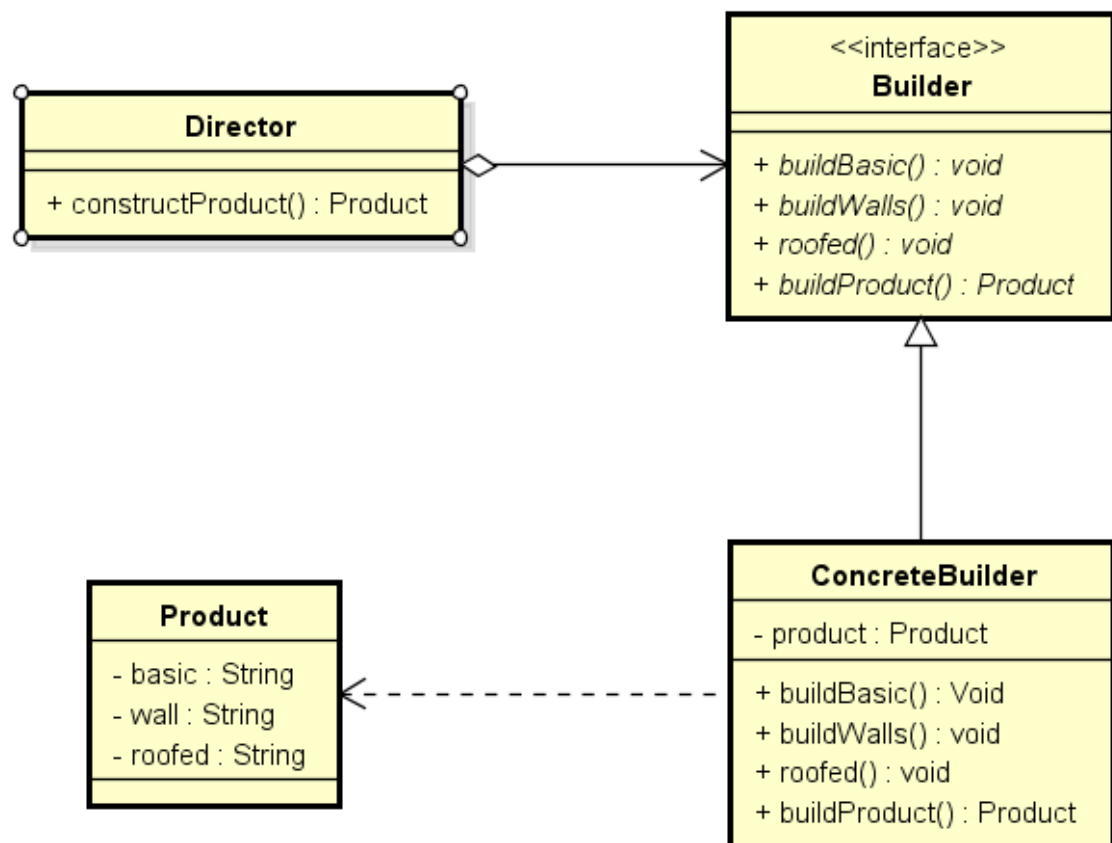 Director
+ constructProduct() : Product
<<interface>>
Builder
+ buildBasic() : void
+ buildWalls() : void
+ roofed() : void
+ buildProduct() : Product
Product
- basic : String
- wall : String
- roofed : String
ConcreteBuilder
- product : Product
+ buildBasic() : Void
+ buildWalls() : void
+ roofed() : void
+ buildProduct() : Product